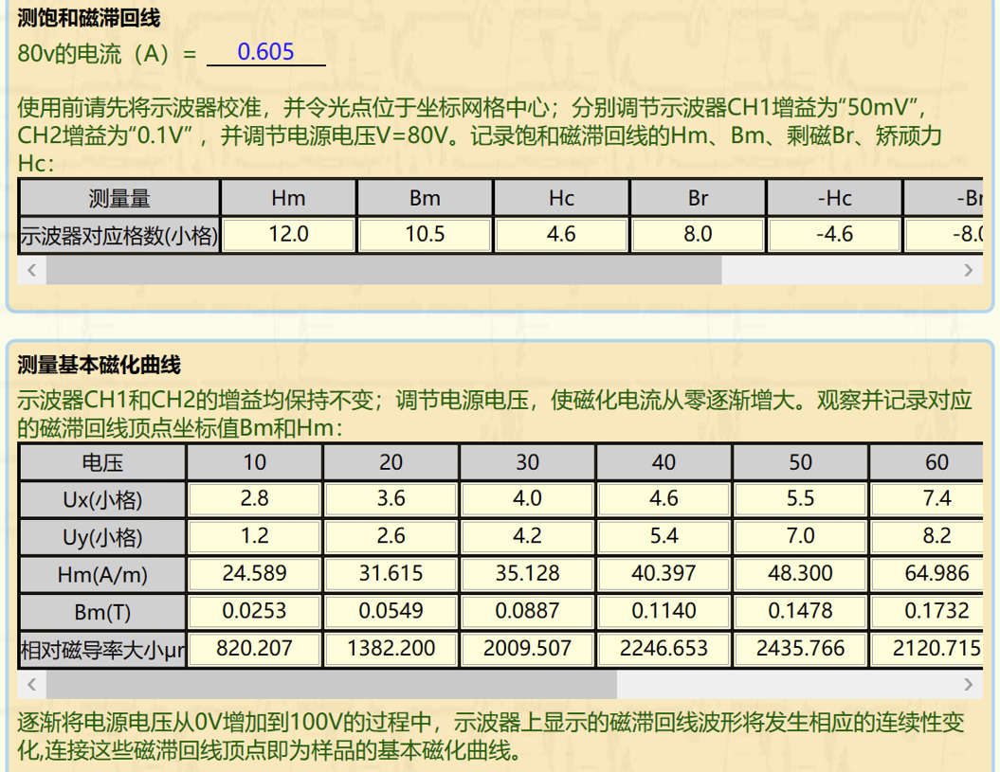 测饱和磁滞回线
80v的电流（A）= 0.605
使用前请先将示波器校准，并令光点位于坐标网格中心；分别调节示波器CH1增益为“50mV”，
CH2增益为“0.1V”，并调节电源电压V=80V。记录饱和磁滞回线的Hm、Bm、剩磁Br、矫顽力
Hc：
测量量 Hm Bm Hc Br -Hc -Br
示波器对应格数(小格) 12.0 10.5 4.6 8.0 -4.6 -8.0
测量基本磁化曲线
示波器CH1和CH2的增益均保持不变；调节电源电压，使磁化电流从零逐渐增大。观察并记录对应
的磁滞回线顶点坐标值Bm和Hm：
电压 10 20 30 40 50 60
Ux(小格) 2.8 3.6 4.0 4.6 5.5 7.4
Uy(小格) 1.2 2.6 4.2 5.4 7.0 8.2
Hm(A/m) 24.589 31.615 35.128 40.397 48.300 64.986
Bm(T) 0.0253 0.0549 0.0887 0.1140 0.1478 0.1732
相对磁导率大小μr 820.207 1382.200 2009.507 2246.653 2435.766 2120.715
逐渐将电源电压从0V增加到100V的过程中，示波器上显示的磁滞回线波形将发生相应的连续性变
化,连接这些磁滞回线顶点即为样品的基本磁化曲线。